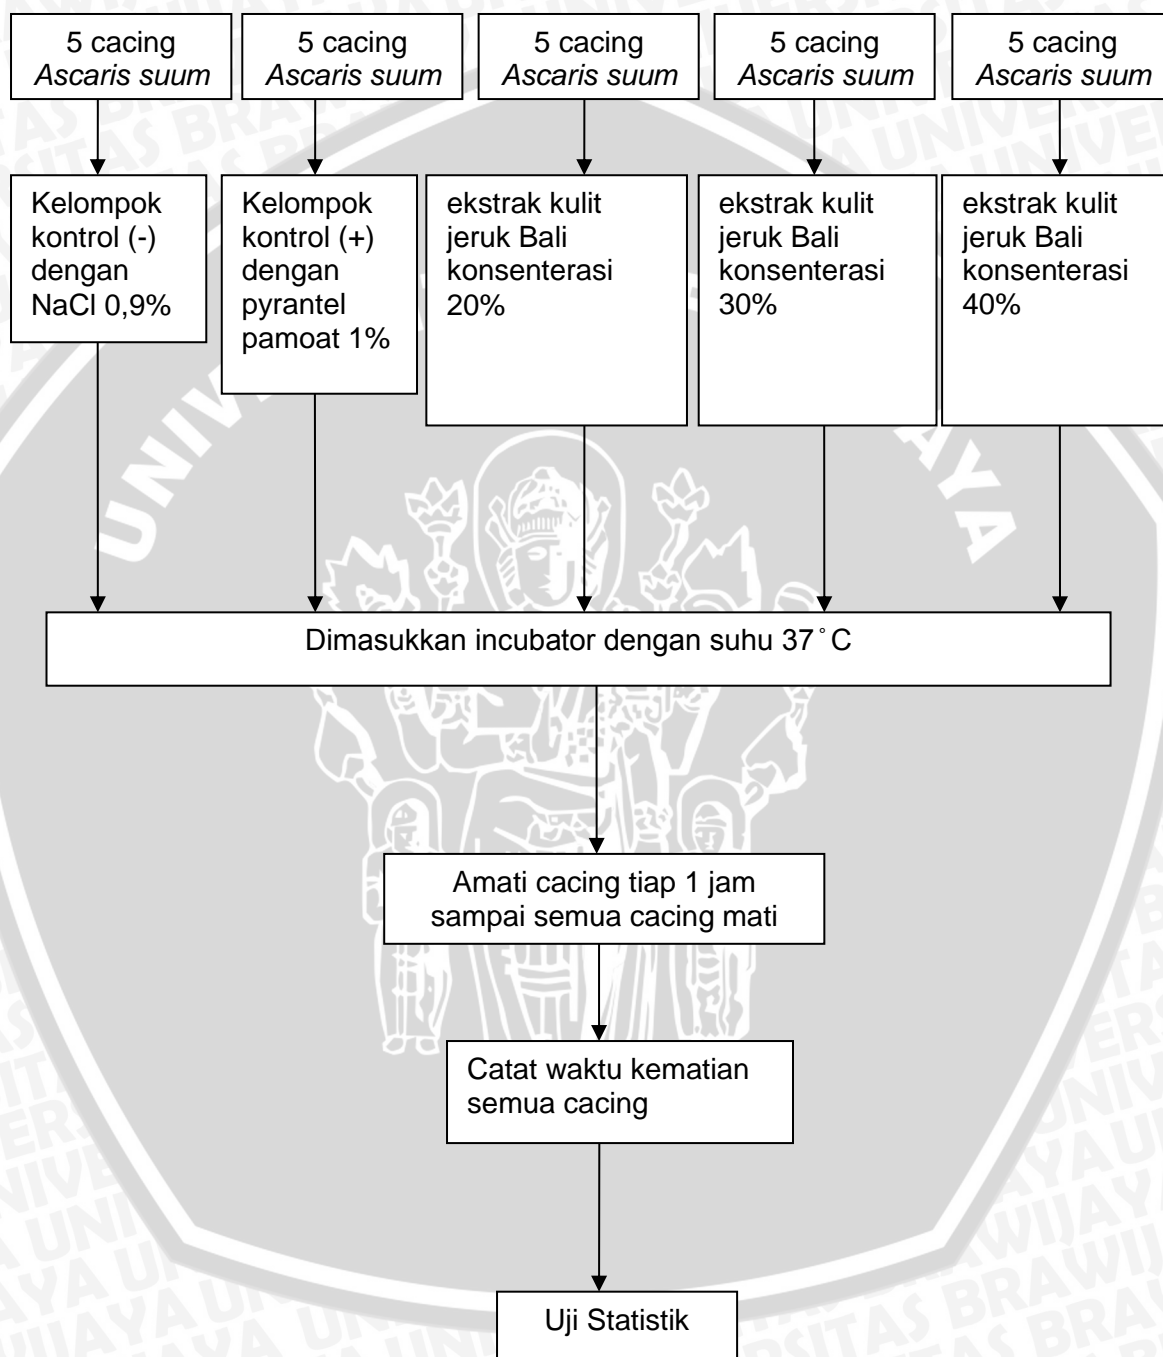 5 cacing
Ascaris suum
5 cacing
Ascaris suum
5 cacing
Ascaris suum
5 cacing
Ascaris suum
5 cacing
Ascaris suum
Kelompok
kontrol (-)
dengan
NaCl 0,9%
Kelompok
kontrol (+)
dengan
pyrantel
pamoat 1%
ekstrak kulit
jeruk Bali
konsenterasi
20%
ekstrak kulit
jeruk Bali
konsenterasi
30%
ekstrak kulit
jeruk Bali
konsenterasi
40%
Dimasukkan incubator dengan suhu 37˚C
Amati cacing tiap 1 jam
sampai semua cacing mati
Catat waktu kematian
semua cacing
Uji Statistik